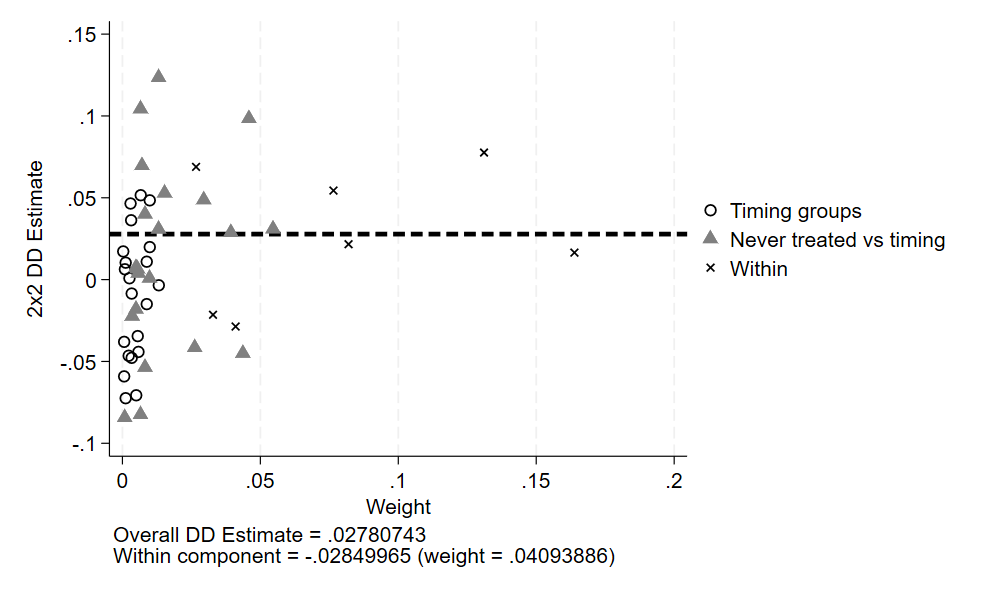 .15
.1
.05
0
-.05
-.1
2x2 DD Estimate
0
.05
.1
.15
.2
Weight
Timing groups
Never treated vs timing
Within
Overall DD Estimate = .02780743
Within component = -.02849965 (weight = .04093886)